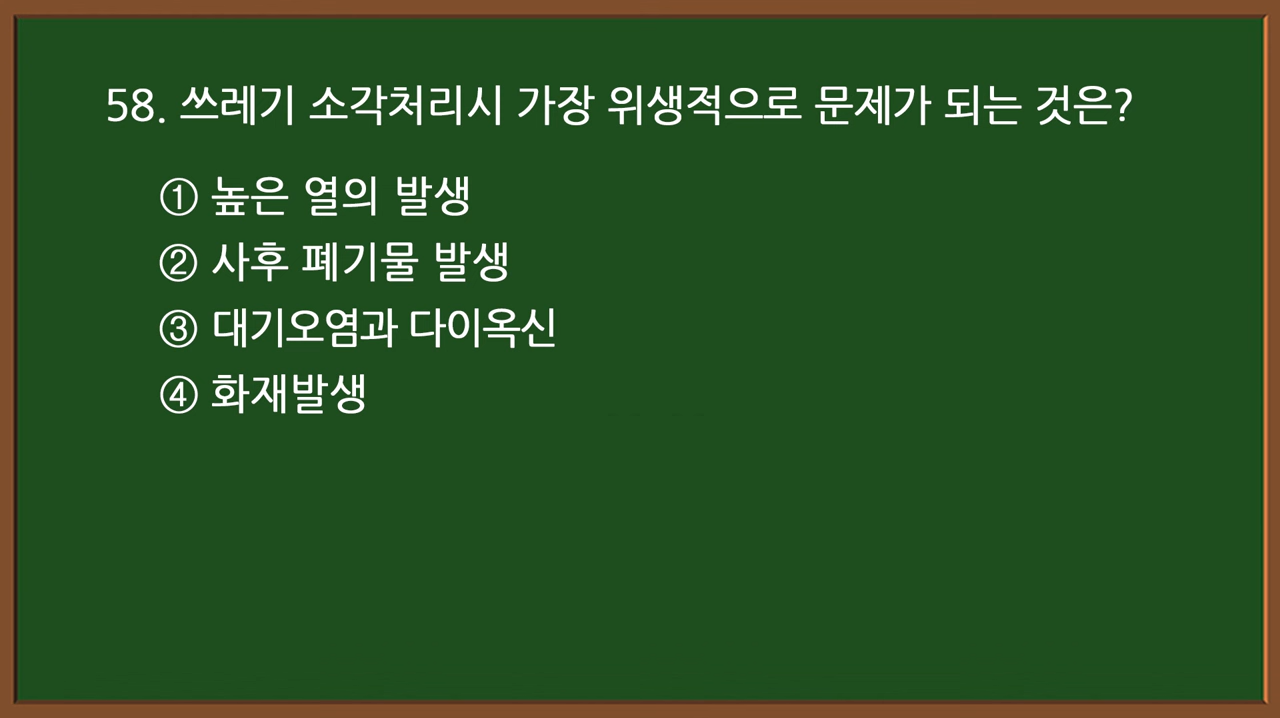 58. 쓰레기 소각처리시 가장 위생적으로 문제가 되는 것은?
① 높은 열의 발생
② 사후 폐기물 발생
③ 대기오염과 다이옥신
④ 화재발생